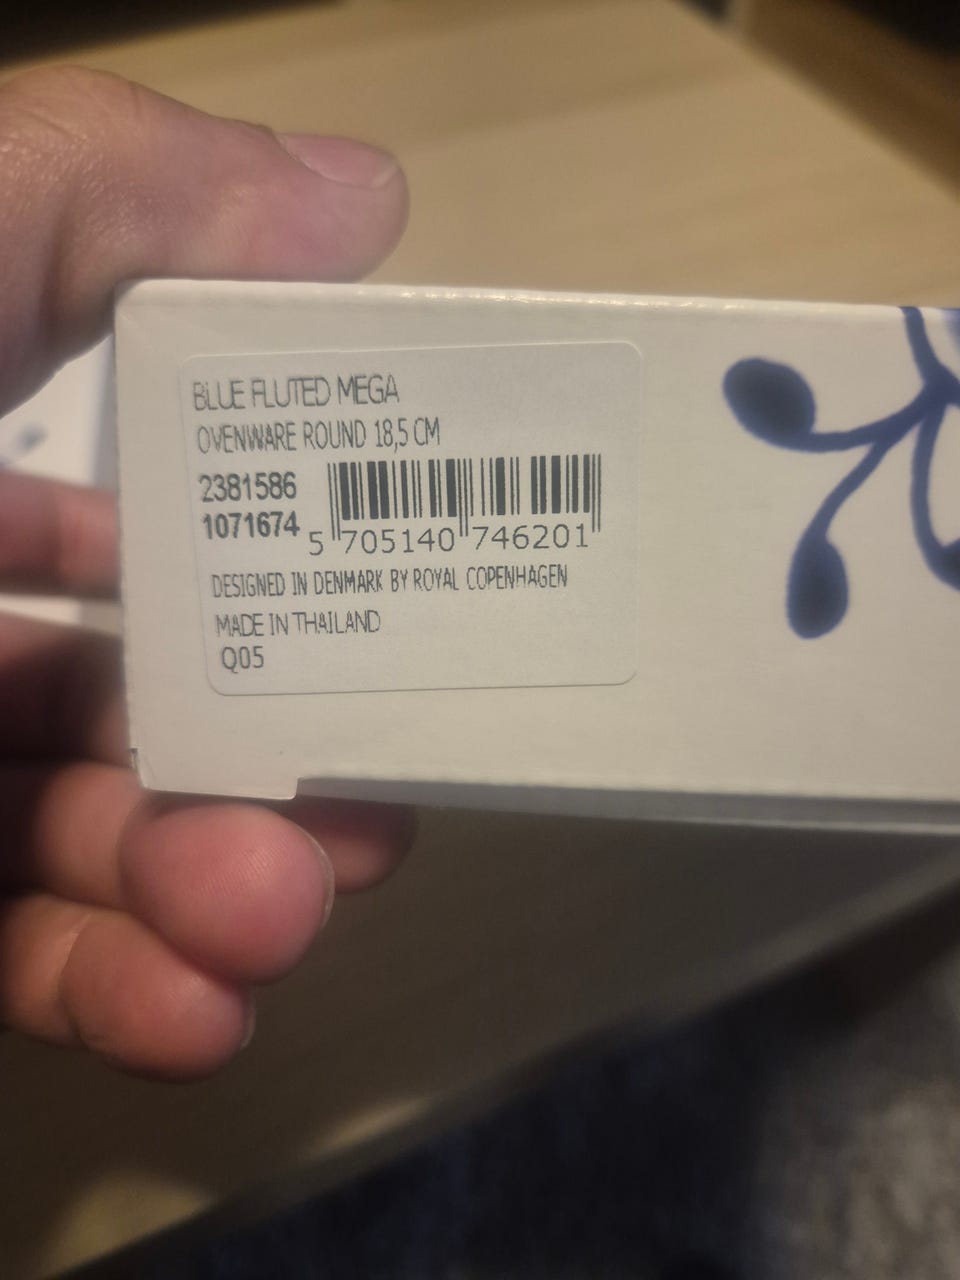 BLUE FLUTED MEGA
OVENWARE ROUND 18,5 CM
2381586
1071674
5 705140 746201
DESIGNED IN DENMARK BY ROYAL COPENHAGEN
MADE IN THAILAND
Q05